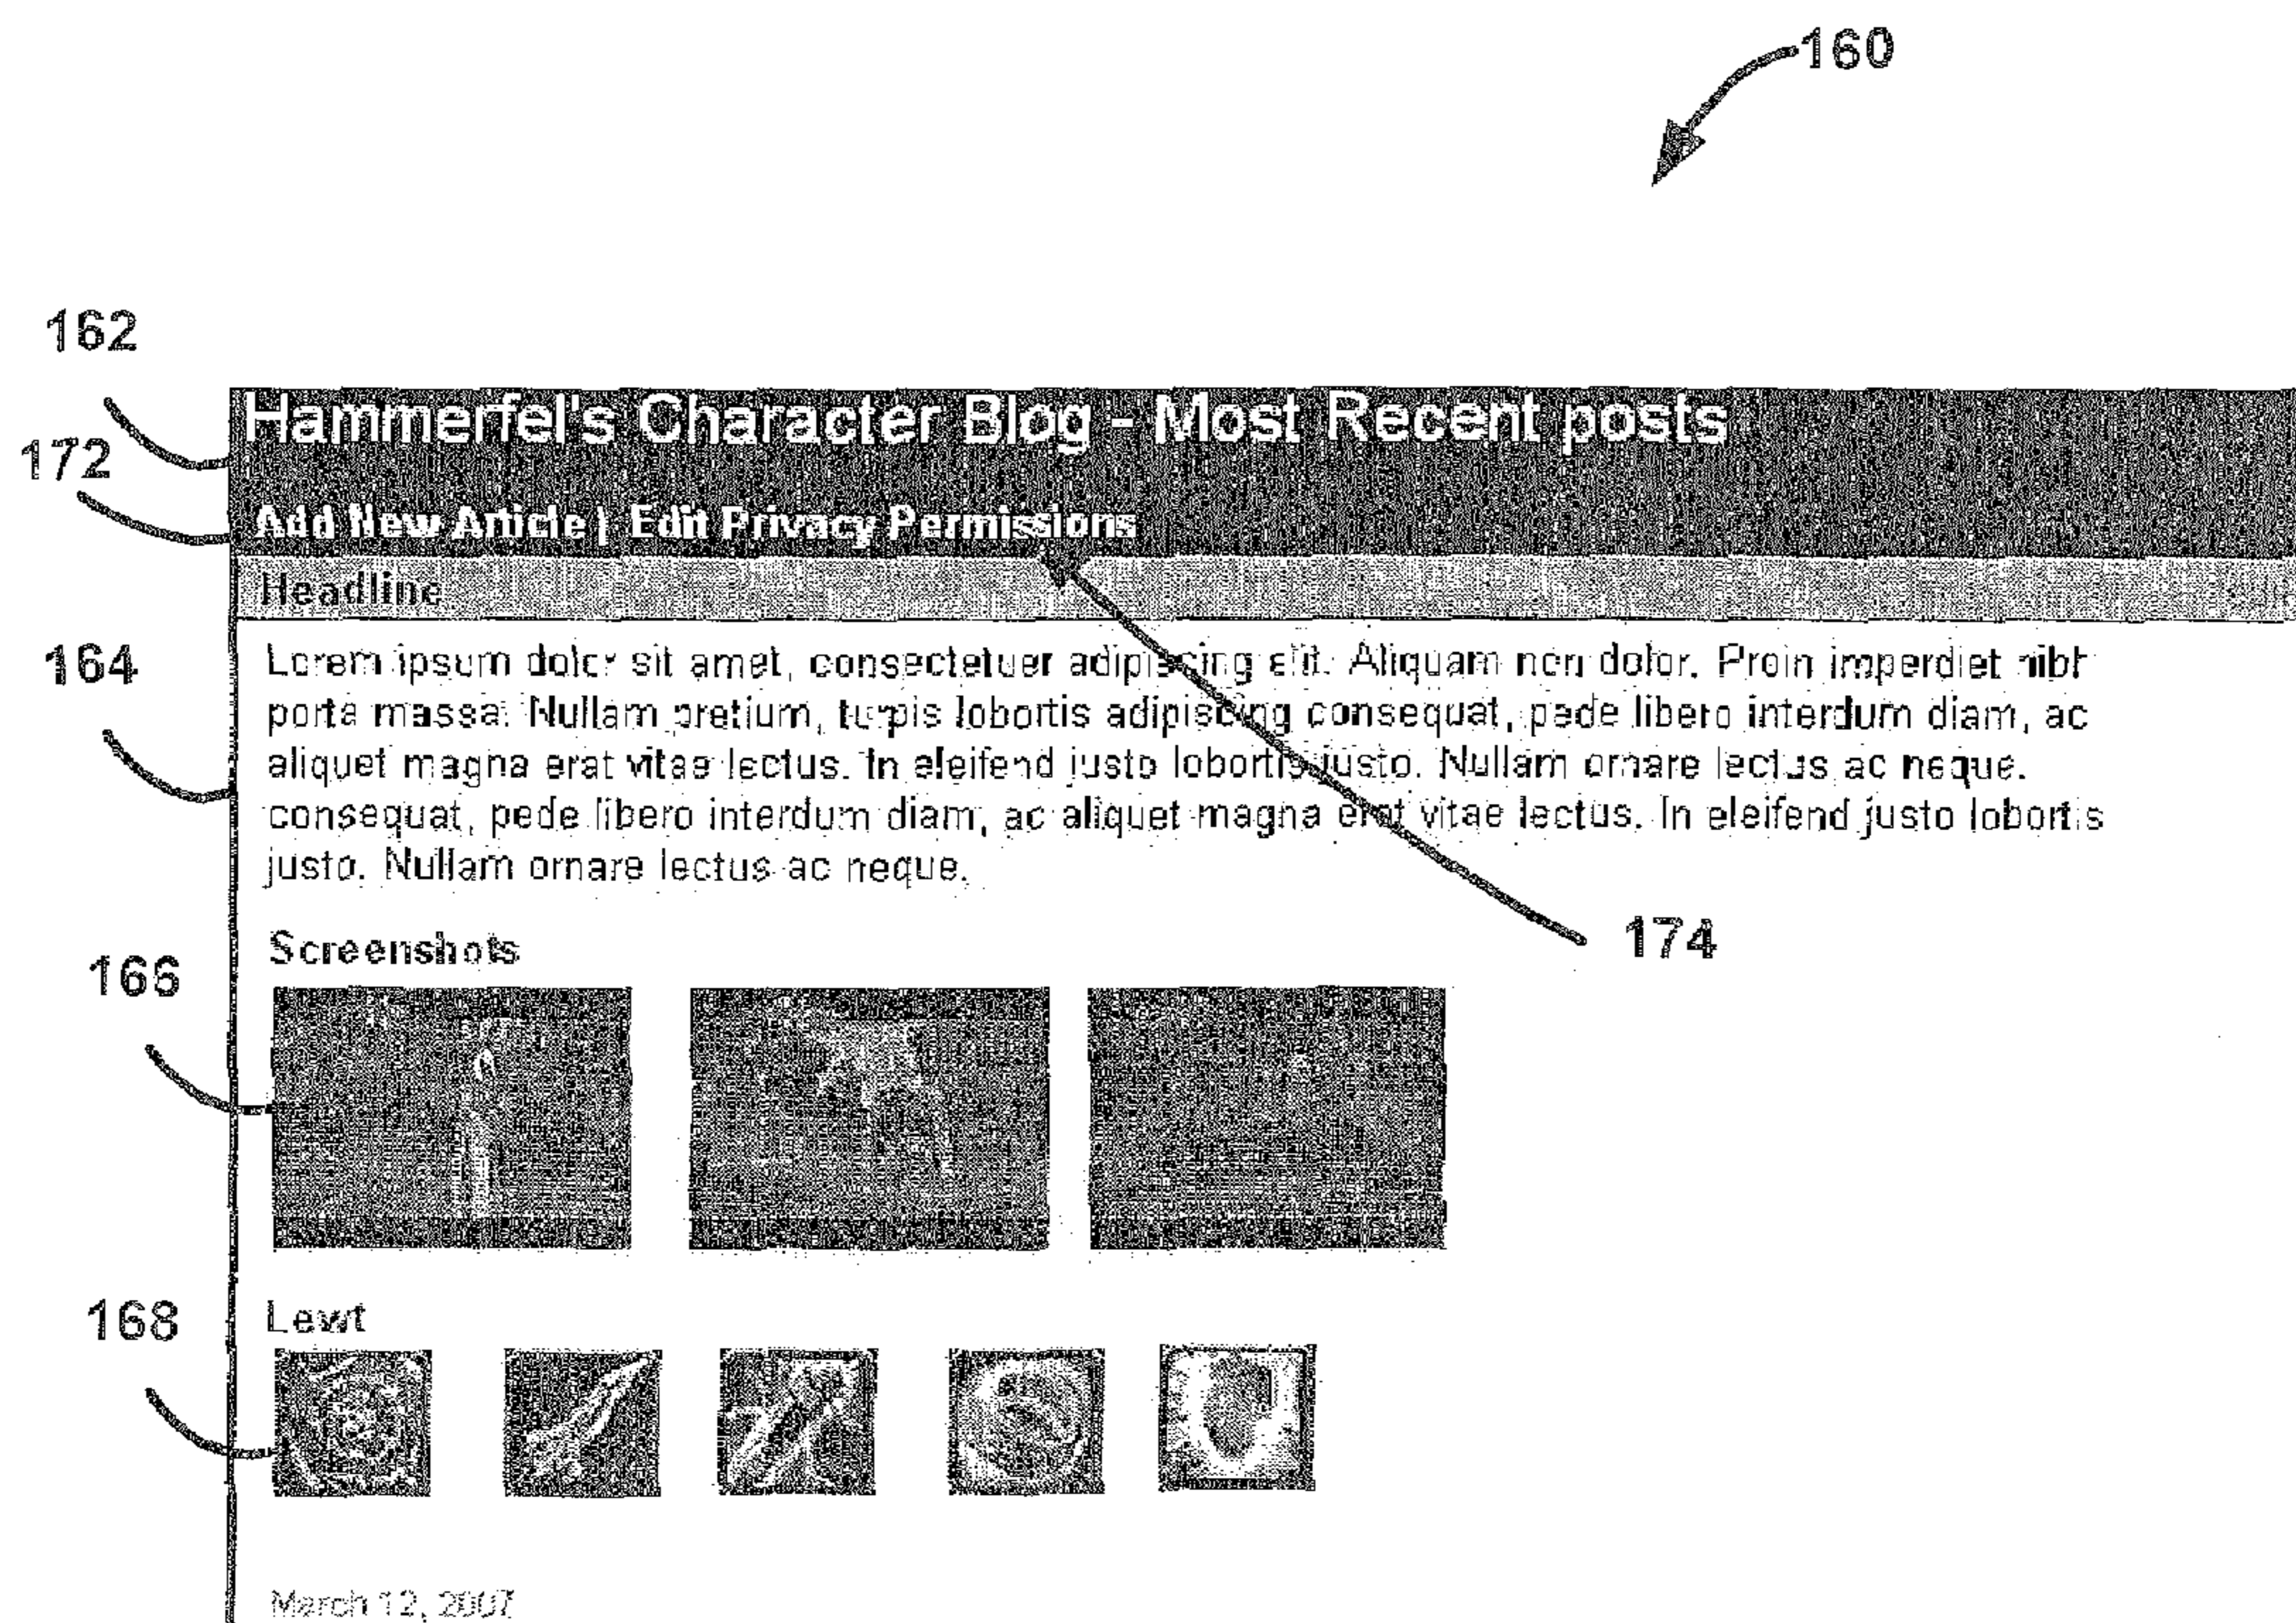 160
162
Hammerfel's Character Blog - Most Recent posts
172
Add New Article | Edit Privacy Permissions
Headline
164
Lorem ipsum dolor sit amet, consectetuer adipiscing elit. Aliquam non dolor. Proin imperdiet nibh
porta massa. Nullam pretium, turpis lobortis adipiscing consequat, pede libero interdum diam, ac
aliquet magna erat vitae lectus. In eleifend justo lobortis justo. Nullam ornare lectus ac neque.
consequat, pede libero interdum diam, ac aliquet magna erat vitae lectus. In eleifend justo lobortis
justo. Nullam ornare lectus ac neque.
174
Screenshots
166
168
Lewt
March 12, 2007